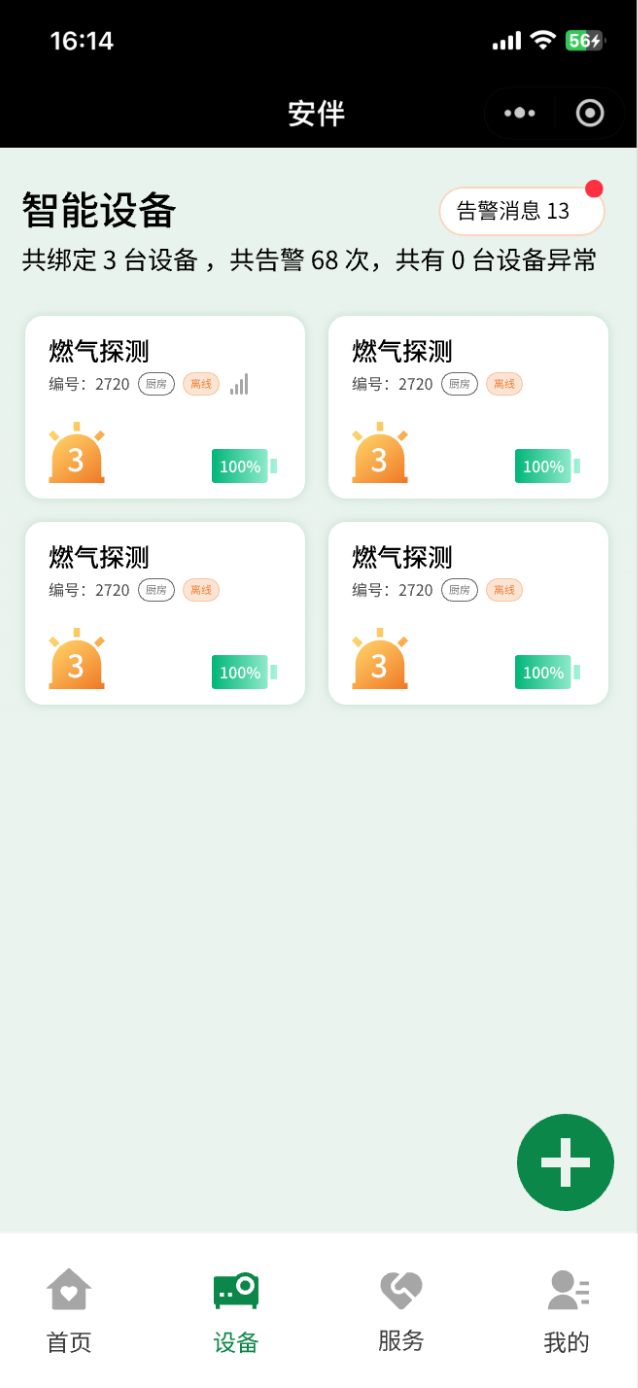 16:14
56
安伴
智能设备
告警消息 13
共绑定 3 台设备 ，共告警 68 次，共有 0 台设备异常
燃气探测
编号：2720 厨房 离线
3
100%
燃气探测
编号：2720 厨房 离线
3
100%
燃气探测
编号：2720 厨房 离线
3
100%
燃气探测
编号：2720 厨房 离线
3
100%
首页
设备
服务
我的